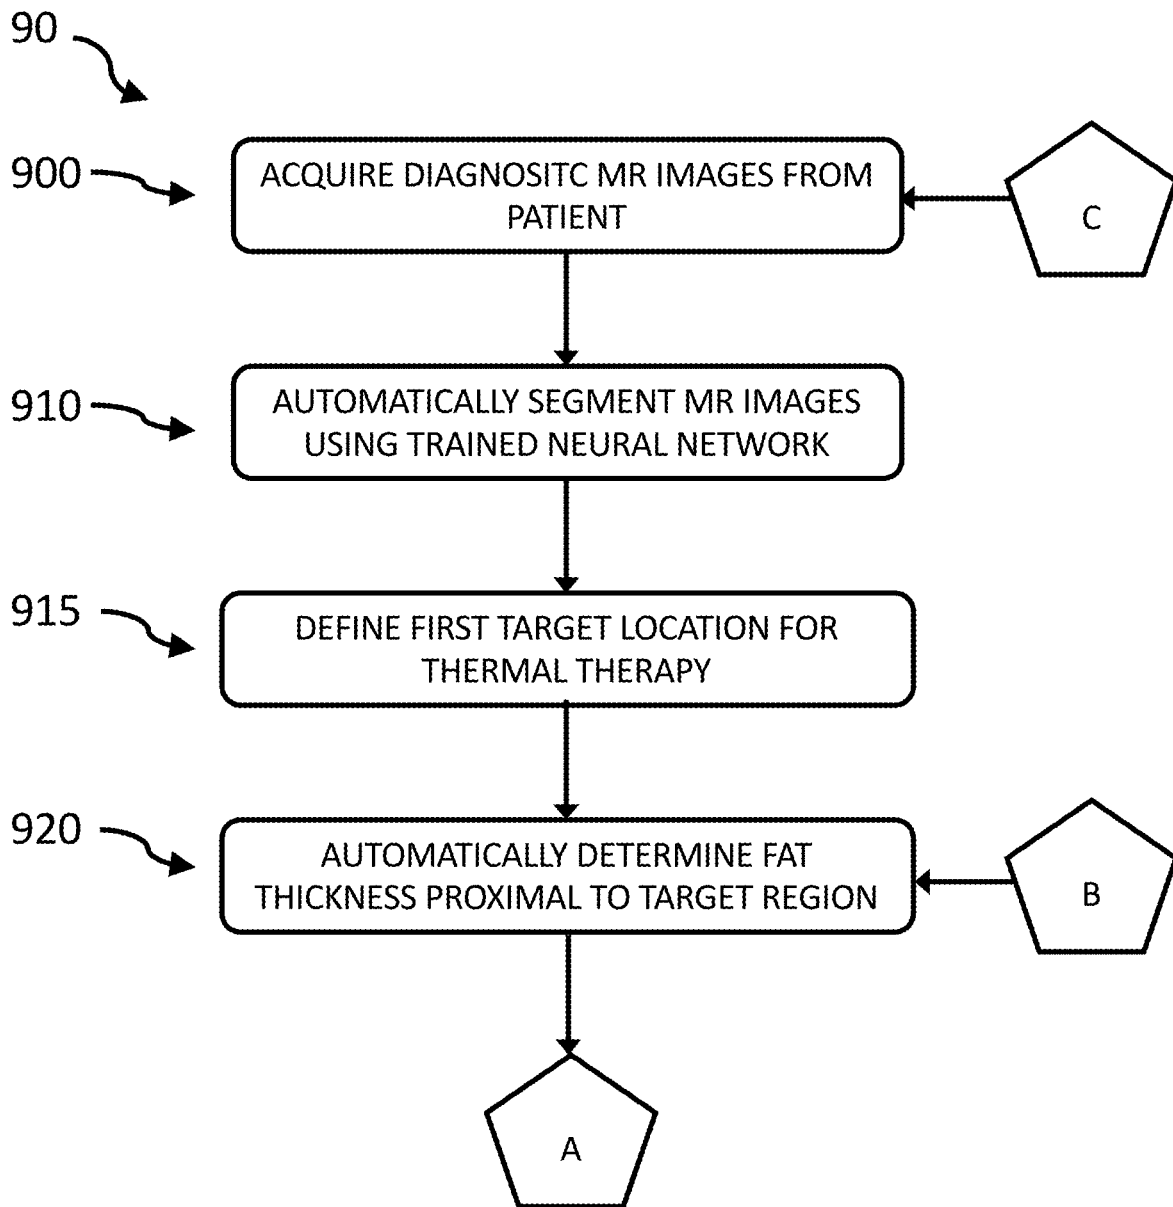 90
900
ACQUIRE DIAGNOSITC MR IMAGES FROM
PATIENT
C
910
AUTOMATICALLY SEGMENT MR IMAGES
USING TRAINED NEURAL NETWORK
915
DEFINE FIRST TARGET LOCATION FOR
THERMAL THERAPY
920
AUTOMATICALLY DETERMINE FAT
THICKNESS PROXIMAL TO TARGET REGION
B
A